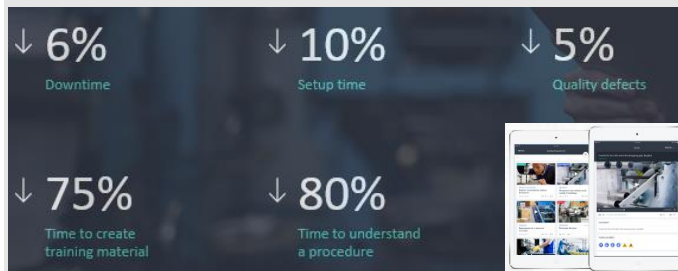 ↓ 6%
Downtime
↓ 10%
Setup time
↓ 5%
Quality defects
↓ 75%
Time to create
training material
↓ 80%
Time to understand
a procedure